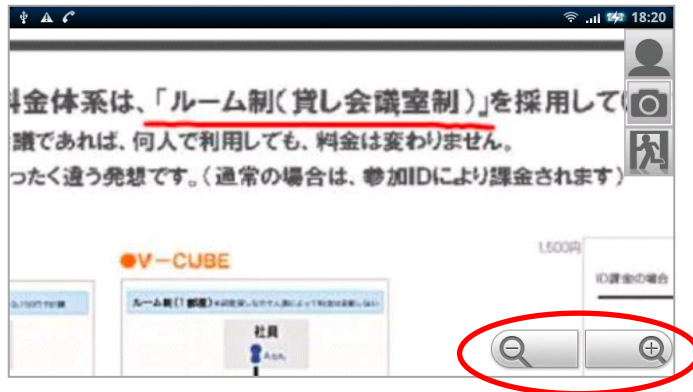 18:20
料金体系は、「ルーム制(貸し会議室制)」を採用して
議であれば、何人で利用しても、料金は変わりません。
ったく違う発想です。(通常の場合は、参加IDにより課金されます)
●V-CUBE
1,500円
ID課金の場合
ルーム制(1部屋)
社員
Aさん